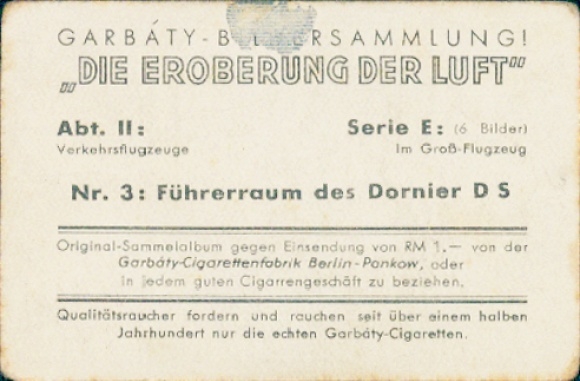 GARBÁTY-BILDERSAMMLUNG!
„DIE EROBERUNG DER LUFT“
Abt. II: Serie E: (6 Bilder)
Verkehrsflugzeuge Im Groß-Flugzeug
Nr. 3: Führerraum des Dornier D S
Original-Sammelalbum gegen Einsendung von RM 1.— von der
Garbáty-Cigarettenfabrik Berlin-Pankow, oder
in jedem guten Cigarrengeschäft zu beziehen.
Qualitätsraucher fordern und rauchen seit über einem halben
Jahrhundert nur die echten Garbáty-Cigaretten.